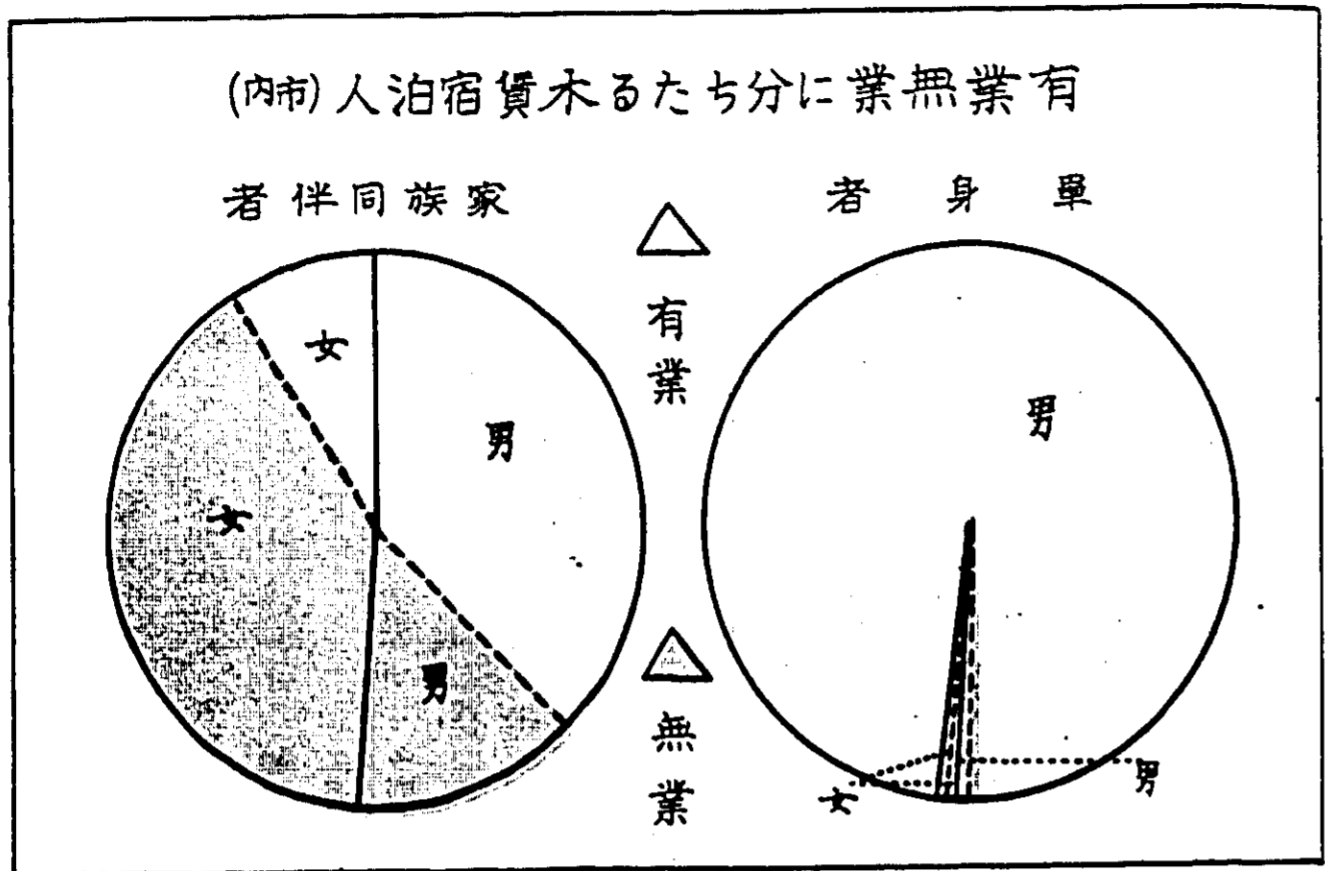 有業無業に分ちたる木賃宿泊人(市内)
單身者
男
男
女
有業
無業
家族同伴者
男
女
女
男